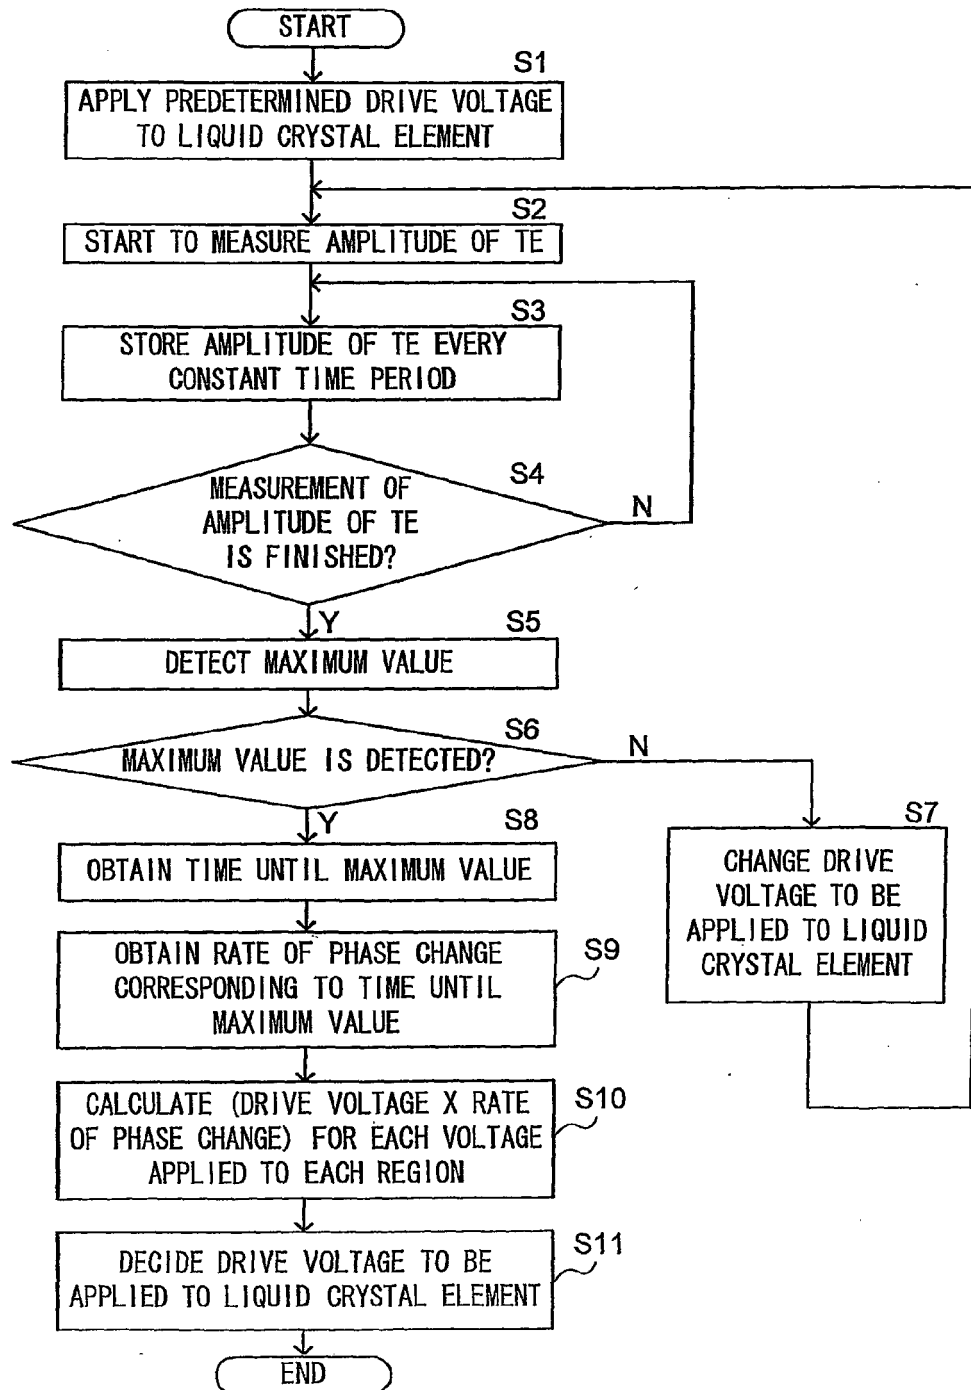 START
S1
APPLY PREDETERMINED DRIVE VOLTAGE
TO LIQUID CRYSTAL ELEMENT
S2
START TO MEASURE AMPLITUDE OF TE
S3
STORE AMPLITUDE OF TE EVERY
CONSTANT TIME PERIOD
S4
MEASUREMENT OF
AMPLITUDE OF TE
IS FINISHED?
N
Y
S5
DETECT MAXIMUM VALUE
S6
MAXIMUM VALUE IS DETECTED?
N
Y
S7
CHANGE DRIVE
VOLTAGE TO BE
APPLIED TO LIQUID
CRYSTAL ELEMENT
S8
OBTAIN TIME UNTIL MAXIMUM VALUE
S9
OBTAIN RATE OF PHASE CHANGE
CORRESPONDING TO TIME UNTIL
MAXIMUM VALUE
S10
CALCULATE (DRIVE VOLTAGE X RATE
OF PHASE CHANGE) FOR EACH VOLTAGE
APPLIED TO EACH REGION
S11
DECIDE DRIVE VOLTAGE TO BE
APPLIED TO LIQUID CRYSTAL ELEMENT
END